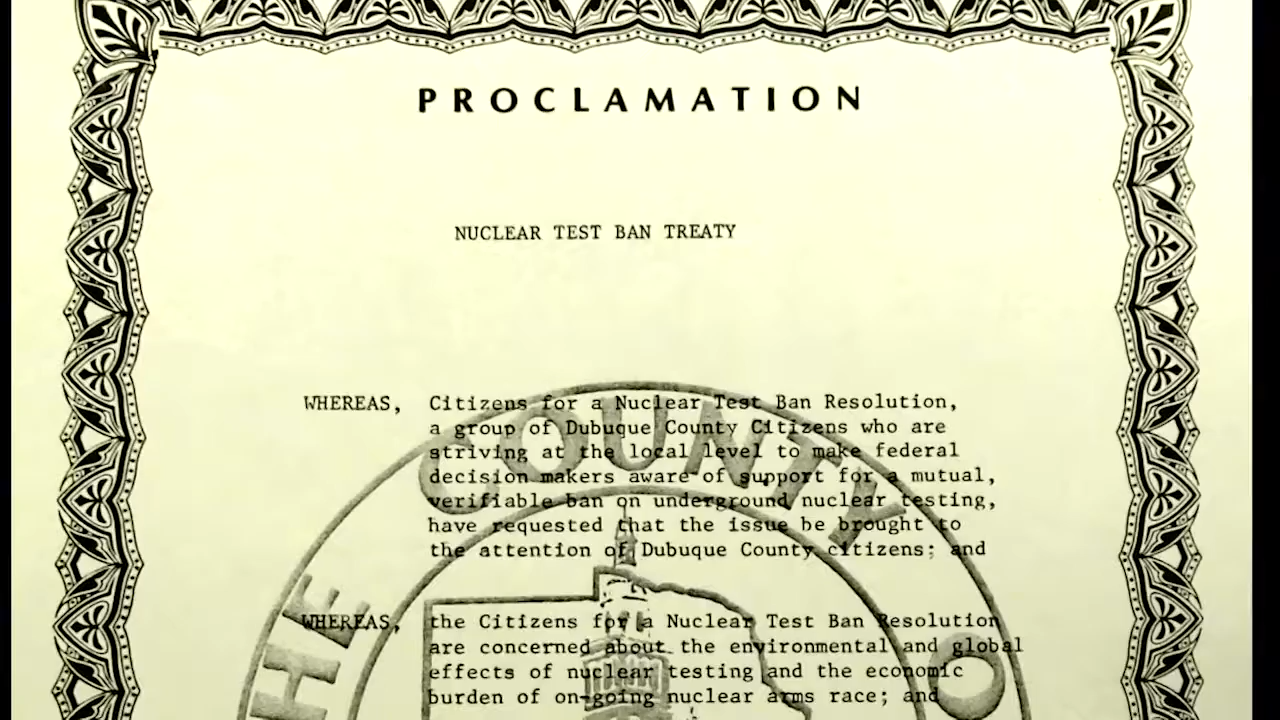 PROCLAMATION
NUCLEAR TEST BAN TREATY
WHEREAS, Citizens for a Nuclear Test Ban Resolution,
a group of Dubuque County Citizens who are
striving at the local level to make federal
decision makers aware of support for a mutual,
verifiable ban on underground nuclear testing,
have requested that the issue be brought to
the attention of Dubuque County citizens; and
WHEREAS, the Citizens for a Nuclear Test Ban Resolution
are concerned about the environmental and global
effects of nuclear testing and the economic
burden of on-going nuclear arms race; and
THE COUNTY O